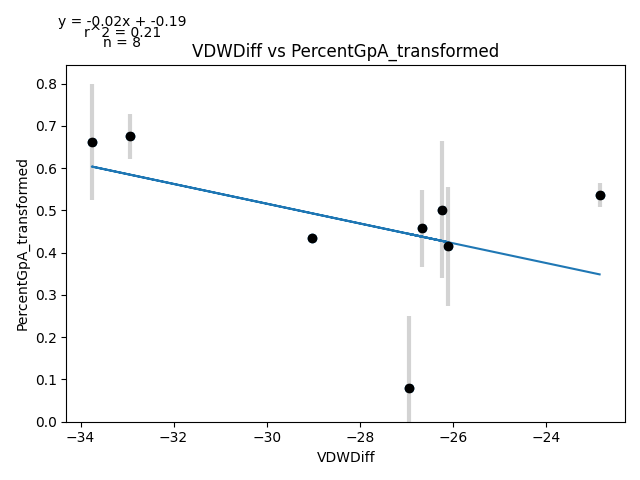 y = -0.02x + -0.19
r^2 = 0.21
n = 8
VDWDiff vs PercentGpA_transformed
PercentGpA_transformed
0.8
0.7
0.6
0.5
0.4
0.3
0.2
0.1
0.0
−34 −32 −30 −28 −26 −24
VDWDiff